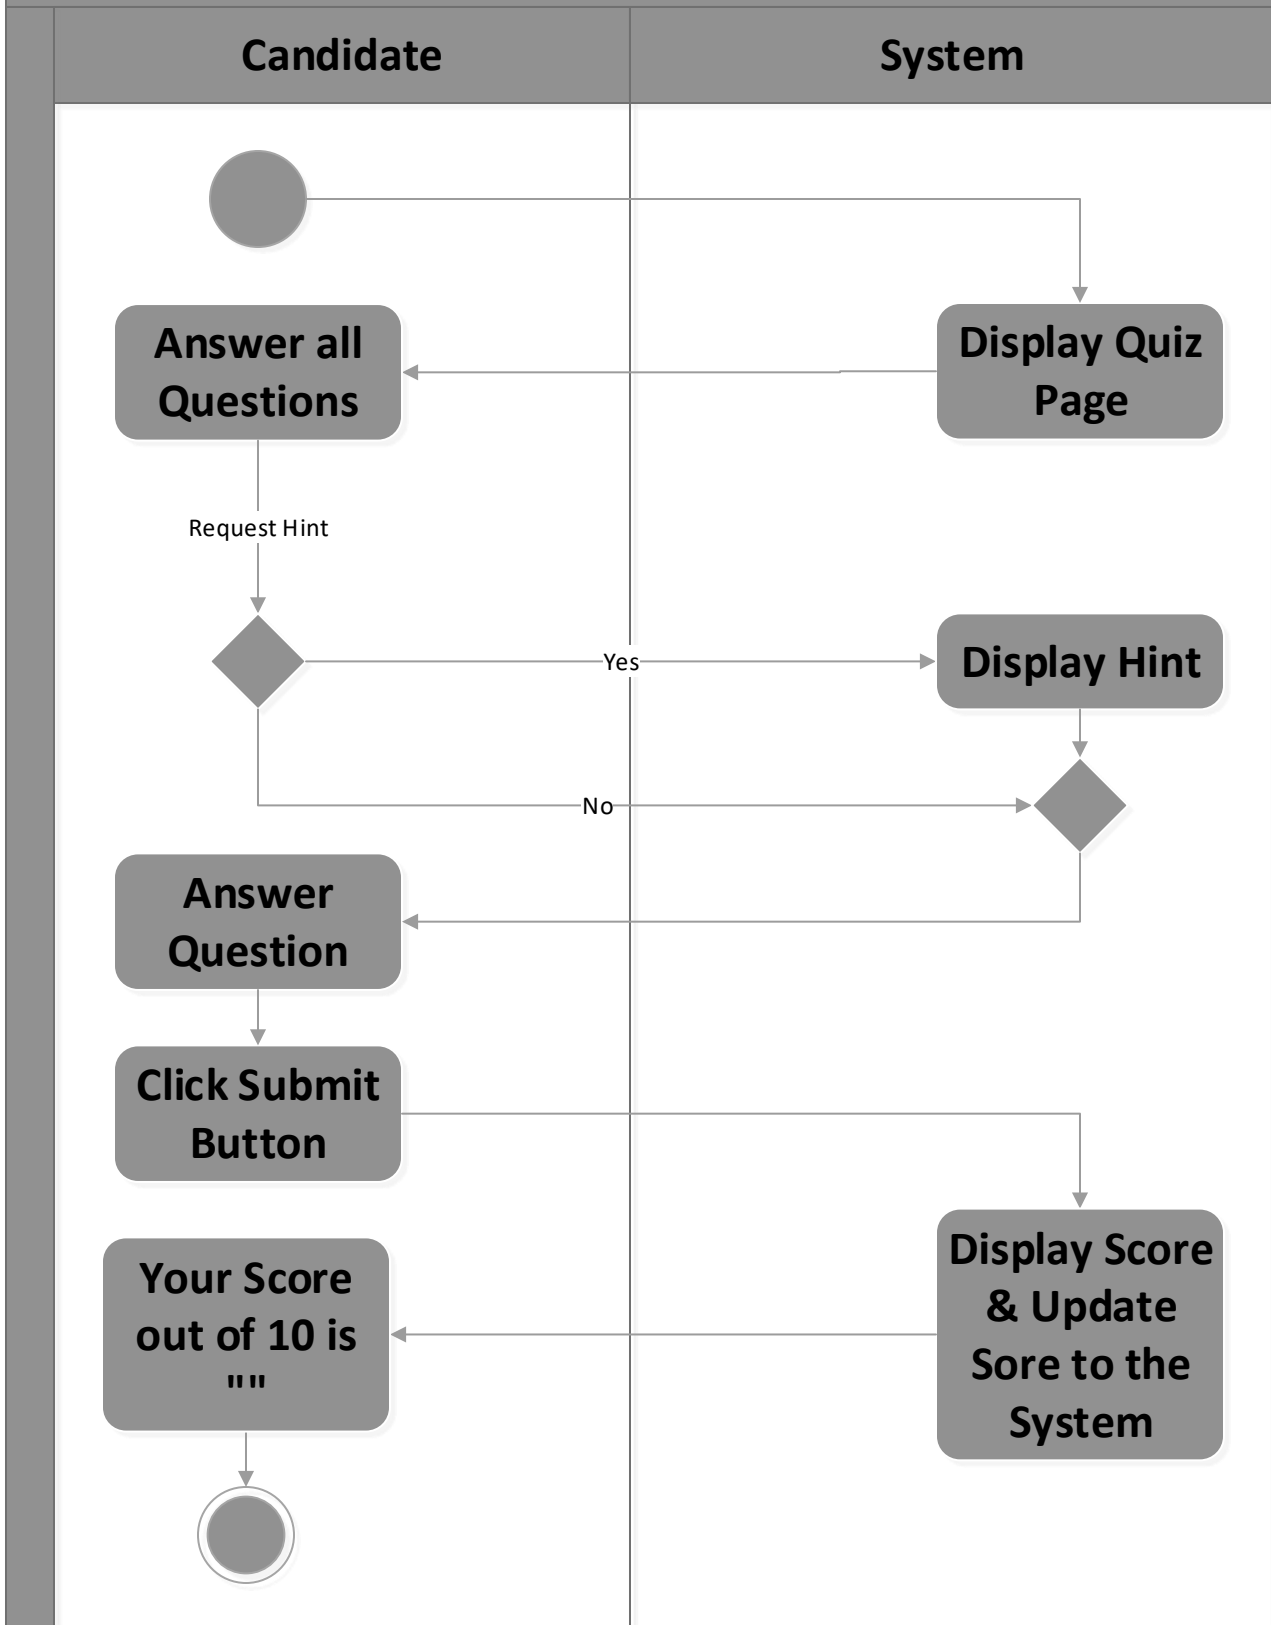 Candidate
System
Answer all
Questions
Display Quiz
Page
Request Hint
Yes
Display Hint
No
Answer
Question
Click Submit
Button
Your Score
out of 10 is
""
Display Score
& Update
Sore to the
System